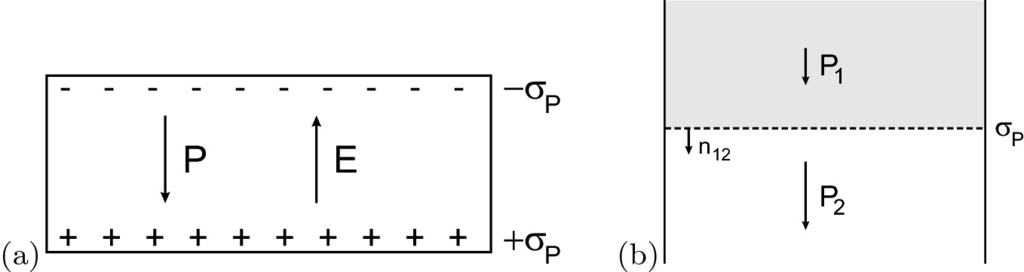 - - - - - - - - - - −σP
P E
+ + + + + + + + + + +σP
(a)
P1
σP
n12
P2
(b)